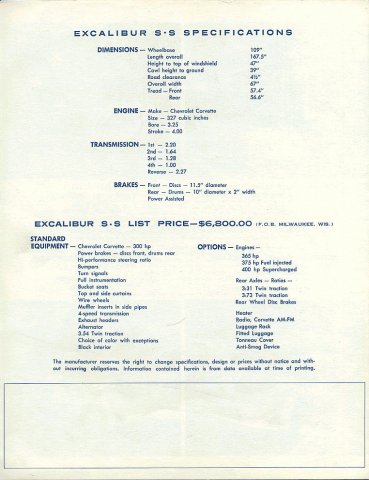 EXCALIBUR S·S SPECIFICATIONS
DIMENSIONS — Wheelbase 109"
Length overall 167.5"
Height to top of windshield 47"
Cowl height to ground 39"
Road clearance 4½"
Overall width 67"
Tread — Front 57.4"
Rear 56.6"
ENGINE — Make — Chevrolet Corvette
Size — 327 cubic inches
Bore — 3.25
Stroke — 4.00
TRANSMISSION — 1st — 2.20
2nd — 1.64
3rd — 1.28
4th — 1.00
Reverse — 2.27
BRAKES — Front — Discs — 11.5" diameter
Rear — Drums — 10" diameter x 2" width
Power Assisted
EXCALIBUR S·S LIST PRICE—$6,800.00 (F.O.B. MILWAUKEE, WIS.)
STANDARD
EQUIPMENT — Chevrolet Corvette — 300 hp
Power brakes — discs front, drums rear
Hi-performance steering ratio
Bumpers
Turn signals
Full instrumentation
Bucket seats
Top and side curtains
Wire wheels
Muffler inserts in side pipes
4-speed transmission
Exhaust headers
Alternator
3.54 Twin traction
Choice of color with exceptions
Black interior
OPTIONS — Engines —
365 hp
375 hp Fuel injected
400 hp Supercharged
Rear Axles — Ratios —
3:31 Twin traction
3:73 Twin traction
Rear Wheel Disc Brakes
Heater
Radio, Corvette AM-FM
Luggage Rack
Fitted Luggage
Tonneau Cover
Anti-Smog Device
The manufacturer reserves the right to change specifications, design or prices without notice and with-
out incurring obligations. Information contained herein is from data available at time of printing.